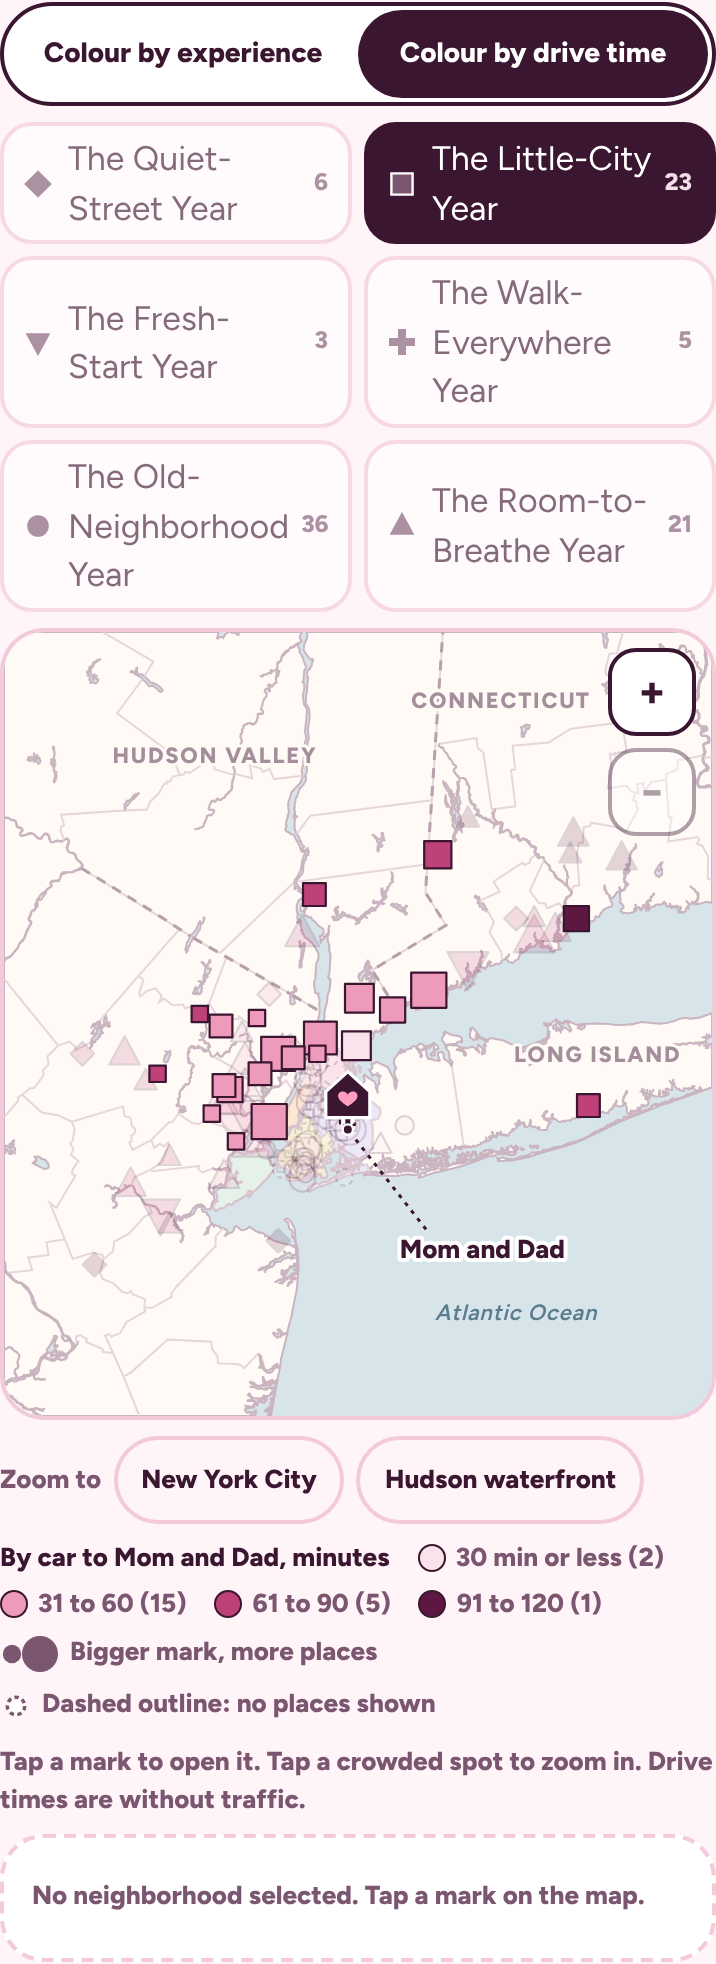 Colour by experience
Colour by drive time
The Quiet-
Street Year
6
The Little-City
Year
23
The Fresh-
Start Year
3
The Walk-
Everywhere
Year
5
The Old-
Neighborhood
Year
36
The Room-to-
Breathe Year
21
CONNECTICUT
+
HUDSON VALLEY
−
LONG ISLAND
Mom and Dad
Atlantic Ocean
Zoom to
New York City
Hudson waterfront
By car to Mom and Dad, minutes
30 min or less (2)
31 to 60 (15)
61 to 90 (5)
91 to 120 (1)
Bigger mark, more places
Dashed outline: no places shown
Tap a mark to open it. Tap a crowded spot to zoom in. Drive
times are without traffic.
No neighborhood selected. Tap a mark on the map.